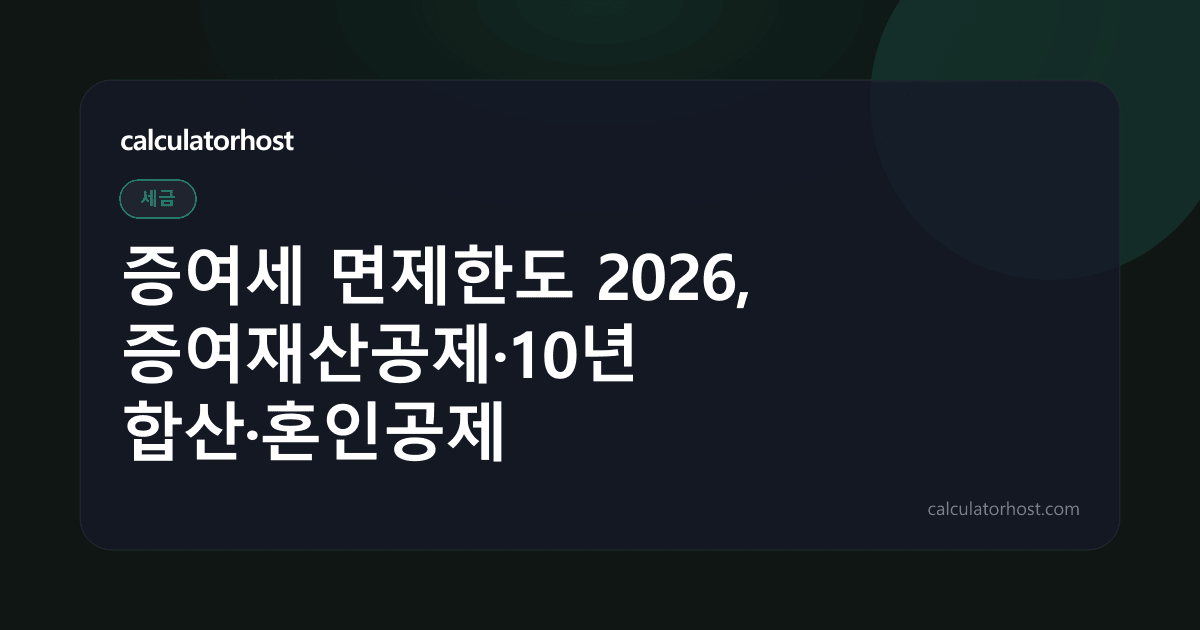 calculatorhost
세금
증여세 면제한도 2026,
증여재산공제·10년
합산·혼인공제
calculatorhost.com